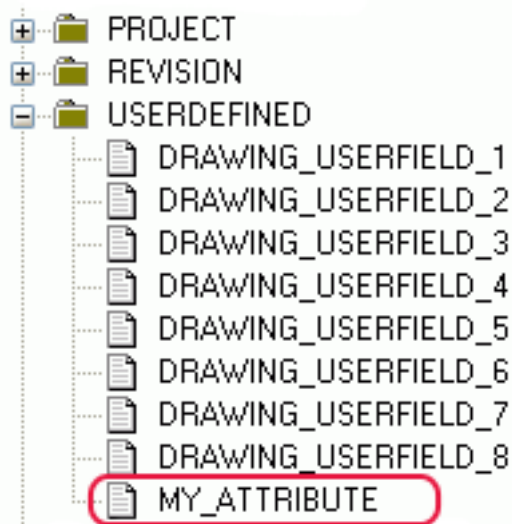 PROJECT
REVISION
USERDEFINED
DRAWING_USERFIELD_1
DRAWING_USERFIELD_2
DRAWING_USERFIELD_3
DRAWING_USERFIELD_4
DRAWING_USERFIELD_5
DRAWING_USERFIELD_6
DRAWING_USERFIELD_7
DRAWING_USERFIELD_8
MY_ATTRIBUTE